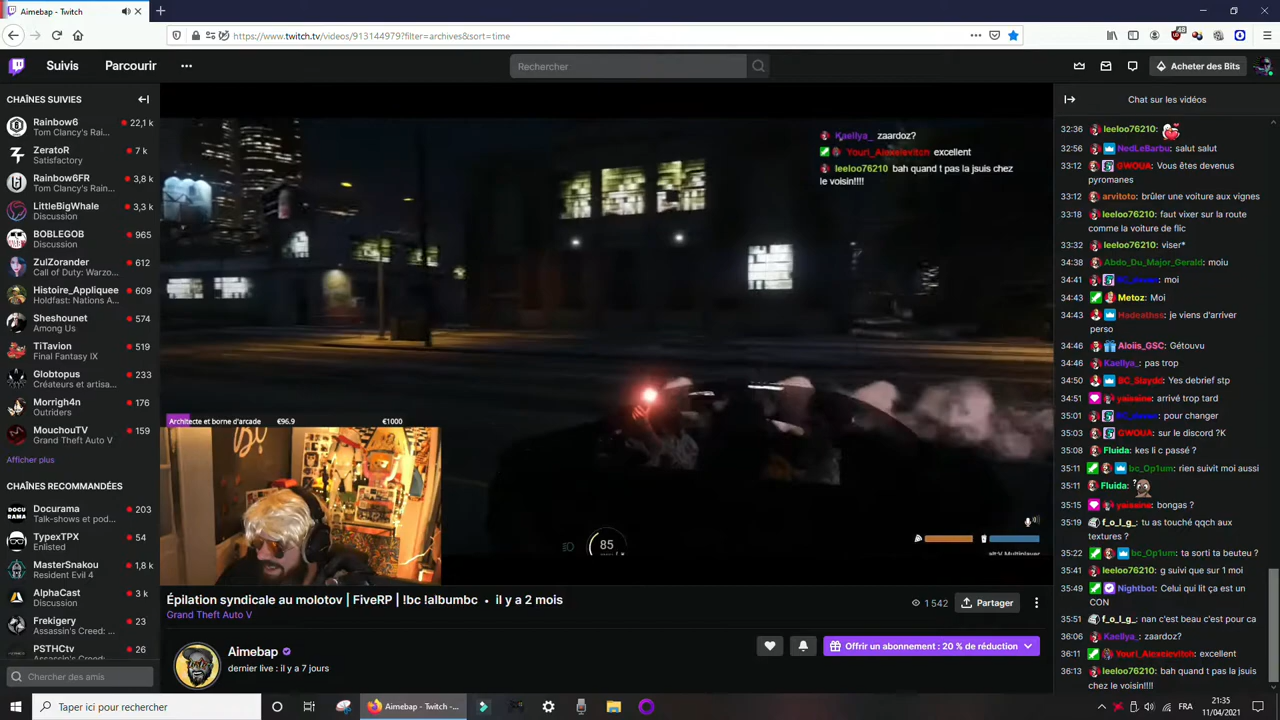 Aimebap - Twitch
https://www.twitch.tv/videos/913144979?filter=archives&sort=time
48
Suivis
Parcourir
Rechercher
Acheter des Bits
CHAÎNES SUIVIES
Rainbow6
22,1 k
Tom Clancy's Rai...
ZeratoR
7 k
Satisfactory
Rainbow6FR
3,8 k
Tom Clancy's Rai...
LittleBigWhale
3,3 k
Discussion
BOBLEGOB
965
Discussion
ZulZorander
612
Call of Duty: Warzo...
Histoire_Appliquee
609
Holdfast: Nations A...
Sheshounet
574
Among Us
TiTavion
519
Final Fantasy IX
Globtopus
233
Créateurs et artisa...
Morrigh4n
176
Outriders
MouchouTV
159
Grand Theft Auto V
Afficher plus
CHAÎNES RECOMMANDÉES
Docurama
203
Talk-shows et pod...
TypexTPX
54
Enlisted
MasterSnakou
1,8 k
Resident Evil 4
AlphaCast
3 k
Rust
Frekigery
23
Assassin's Creed: ...
PSTHCtv
26
Assassin's Creed: ...
Rechercher des amis
Kaellya_ zaardoz?
Youri_Alexeievitch excellent
leeloo76210 bah quand t pas la jsuis chez
le voisin!!!!
Architecte et borne d'arcade €96.9 €1000
85
Épilation syndicale au molotov | FiveRP | !bc !albumbc • il y a 2 mois
Grand Theft Auto V
1 542
Partager
Aimebap
dernier live : il y a 7 jours
Offrir un abonnement : 20 % de réduction
Chat sur les vidéos
32:36 leeloo76210:
32:56 NedLeBarbu: salut salut
33:12 GWOUA: Vous êtes devenus
pyromanes
33:12 arvitoto: brûler une voiture aux vignes
33:18 leeloo76210: faut vixer sur la route
comme la voiture de flic
33:32 leeloo76210: viser*
34:38 Abdo_Du_Major_Gerald: moiu
34:41 moi
34:43 Metoz: Moi
34:43 je viens d'arriver
perso
34:46 Aloiis_GSC: Gétouvu
34:46 Kaellya_: pas trop
34:50 BC_Slaydd: Yes debrief stp
34:51 yaissine: arrivé trop tard
35:01 pour changer
35:03 GWOUA: sur le discord ?K
35:08 Fluida: kes li c passé ?
35:11 bc_Op1um: rien suivit moi aussi
35:11 Fluida:
35:15 yaissine: bongas ?
35:19 f_o_l_g_: tu as touché qqch aux
textures ?
35:22 bc_Op1um: ta sorti ta beuteu ?
35:41 leeloo76210: g suivi que sur 1 moi
35:49 Nightbot: Celui qui lit ça est un
CON
35:51 f_o_l_g_: nan c'est beau c'est pour ca
36:06 Kaellya_: zaardoz?
36:11 Youri_Alexeievitch: excellent
36:13 leeloo76210: bah quand t pas la jsuis
chez le voisin!!!!
Taper ici pour rechercher
Aimebap - Twitch -...
FRA
21:35
11/04/2021